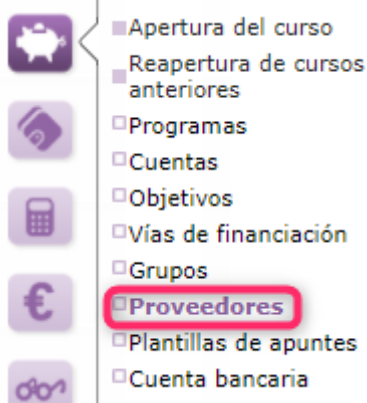 Apertura del curso
Reapertura de cursos
anteriores
Programas
Cuentas
Objetivos
Vías de financiación
Grupos
Proveedores
Plantillas de apuntes
Cuenta bancaria